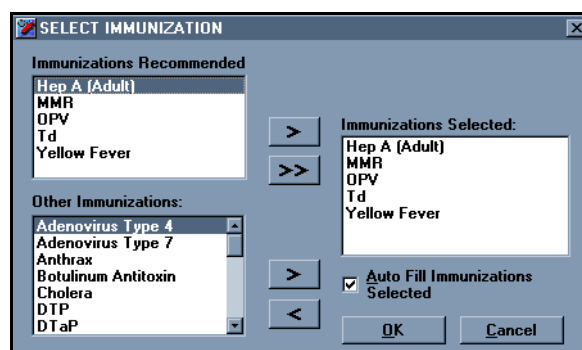 SELECT IMMUNIZATION
Immunizations Recommended
Hep A (Adult)
MMR
OPV
Td
Yellow Fever
>
>>
Other Immunizations:
Adenovirus Type 4
Adenovirus Type 7
Anthrax
Botulinum Antitoxin
Cholera
DTP
DTaP
>
<
Immunizations Selected:
Hep A (Adult)
MMR
OPV
Td
Yellow Fever
Auto Fill Immunizations
Selected
OK
Cancel